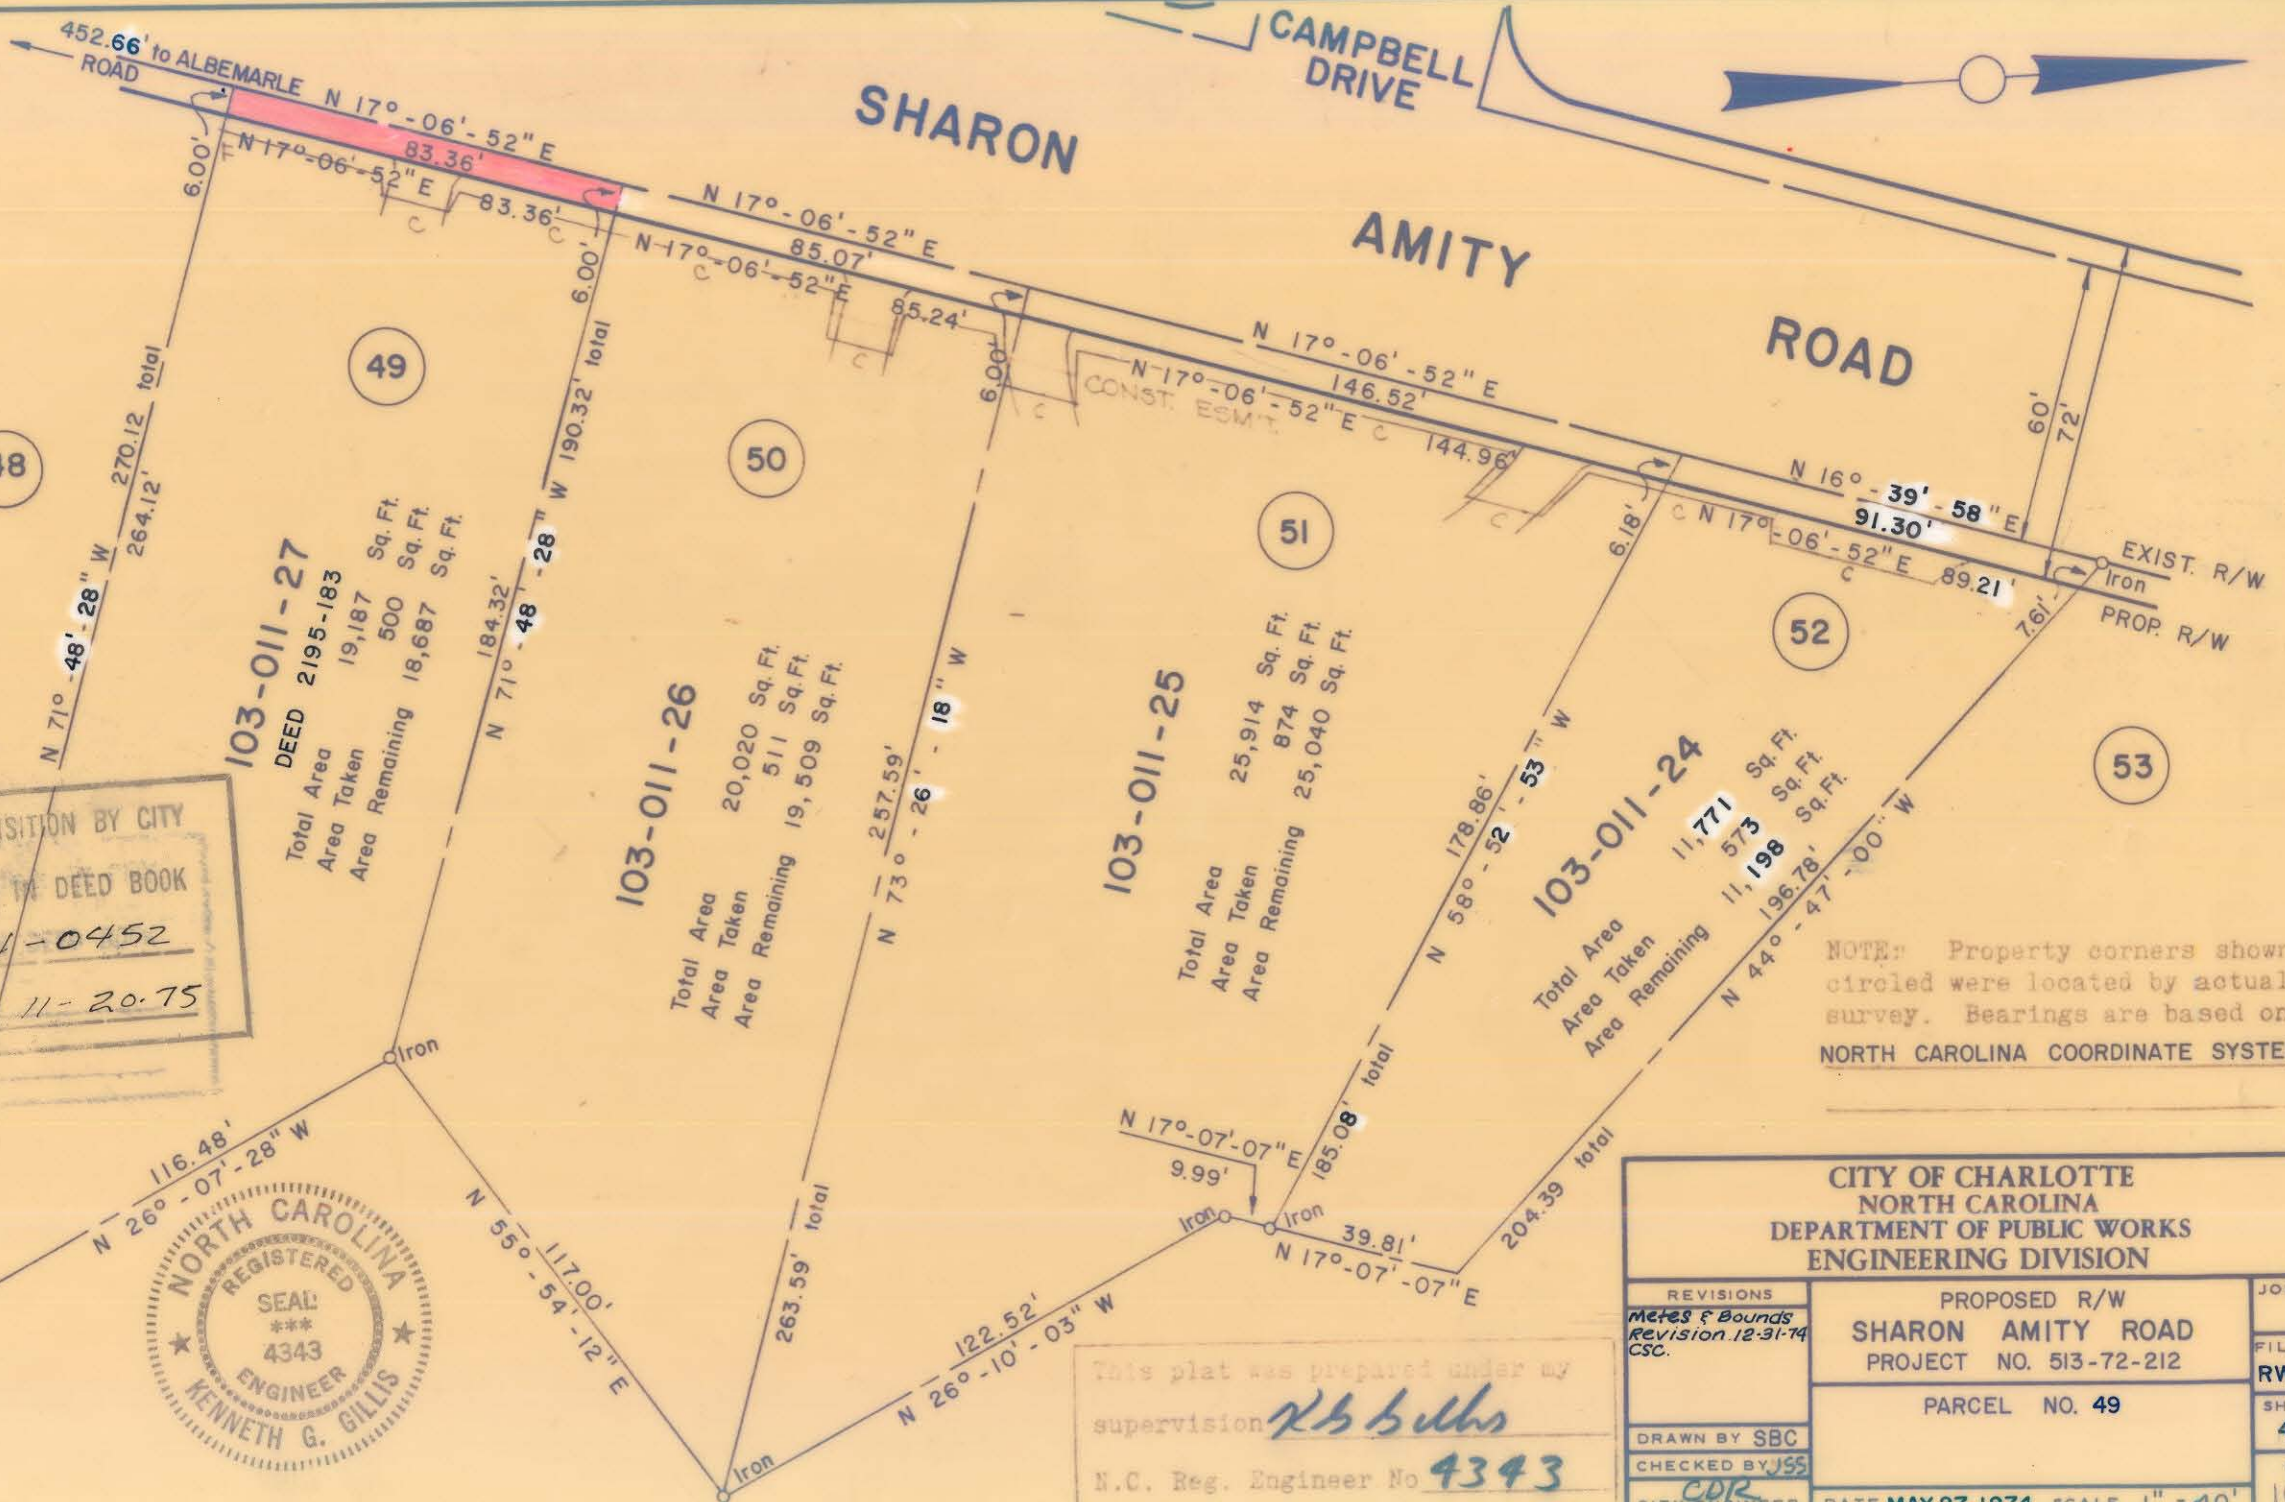 452.66' to ALBEMARLE
ROAD
CAMPBELL
DRIVE
SHARON
AMITY
ROAD
N 17° - 06' - 52" E
83.36'
N 17° - 06' - 52" E
83.36'
6.00'
6.00'
N 17° - 06' - 52" E
85.07'
N 17° - 06' - 52" E
85.24'
6.00'
N 17° - 06' - 52" E
146.52'
N 17° - 06' - 52" E
144.96'
CONST. ESM'T.
C
C
C
C
C
C
C
C
C
6.18'
N 16° - 39' - 58" E
91.30'
N 17° - 06' - 52" E
89.21'
7.61'
60'
72'
EXIST. R/W
Iron
PROP. R/W
49
50
51
52
53
N 71° - 48' - 28" W
270.12 total
264.12'
103-011-27
DEED 2195-183
Total Area 19,187 Sq. Ft.
Area Taken 500 Sq. Ft.
Area Remaining 18,687 Sq. Ft.
184.32'
N 71° - 48' - 28" W 190.32' total
103-011-26
Total Area 20,020 Sq. Ft.
Area Taken 511 Sq. Ft.
Area Remaining 19,509 Sq. Ft.
257.59'
N 73° - 26' - 18" W
263.59' total
103-011-25
Total Area 25,914 Sq. Ft.
Area Taken 874 Sq. Ft.
Area Remaining 25,040 Sq. Ft.
178.86'
N 58° - 52' - 53" W
185.08' total
103-011-24
Total Area 11,771 Sq. Ft.
Area Taken 573 Sq. Ft.
Area Remaining 11,198 Sq. Ft.
196.78'
N 44° - 47' - 00" W
204.39 total
BY CITY
IN DEED BOOK
-0452
11-20-75
Iron
116.48'
N 26° - 07' - 28" W
117.00'
N 55° - 54' - 12" E
Iron
122.52'
N 26° - 10' - 03" W
N 17° - 07' - 07" E
9.99'
Iron
Iron
39.81'
N 17° - 07' - 07" E
NORTH CAROLINA
REGISTERED
SEAL
***
4343
ENGINEER
KENNETH G. GILLIS
NOTE: Property corners shown
circled were located by actual
survey. Bearings are based on
NORTH CAROLINA COORDINATE
This plat was prepared under my
supervision
N.C. Reg. Engineer No 4343
CITY OF CHARLOTTE
NORTH CAROLINA
DEPARTMENT OF PUBLIC WORKS
ENGINEERING DIVISION
REVISIONS
Metes & Bounds
Revision 12-31-74
CSC.
PROPOSED R/W
SHARON AMITY ROAD
PROJECT NO. 513-72-212
PARCEL NO. 49
DRAWN BY SBC
CHECKED BY JSS
CDR
DATE MAY 27, 1974 SCALE 1" = 40'